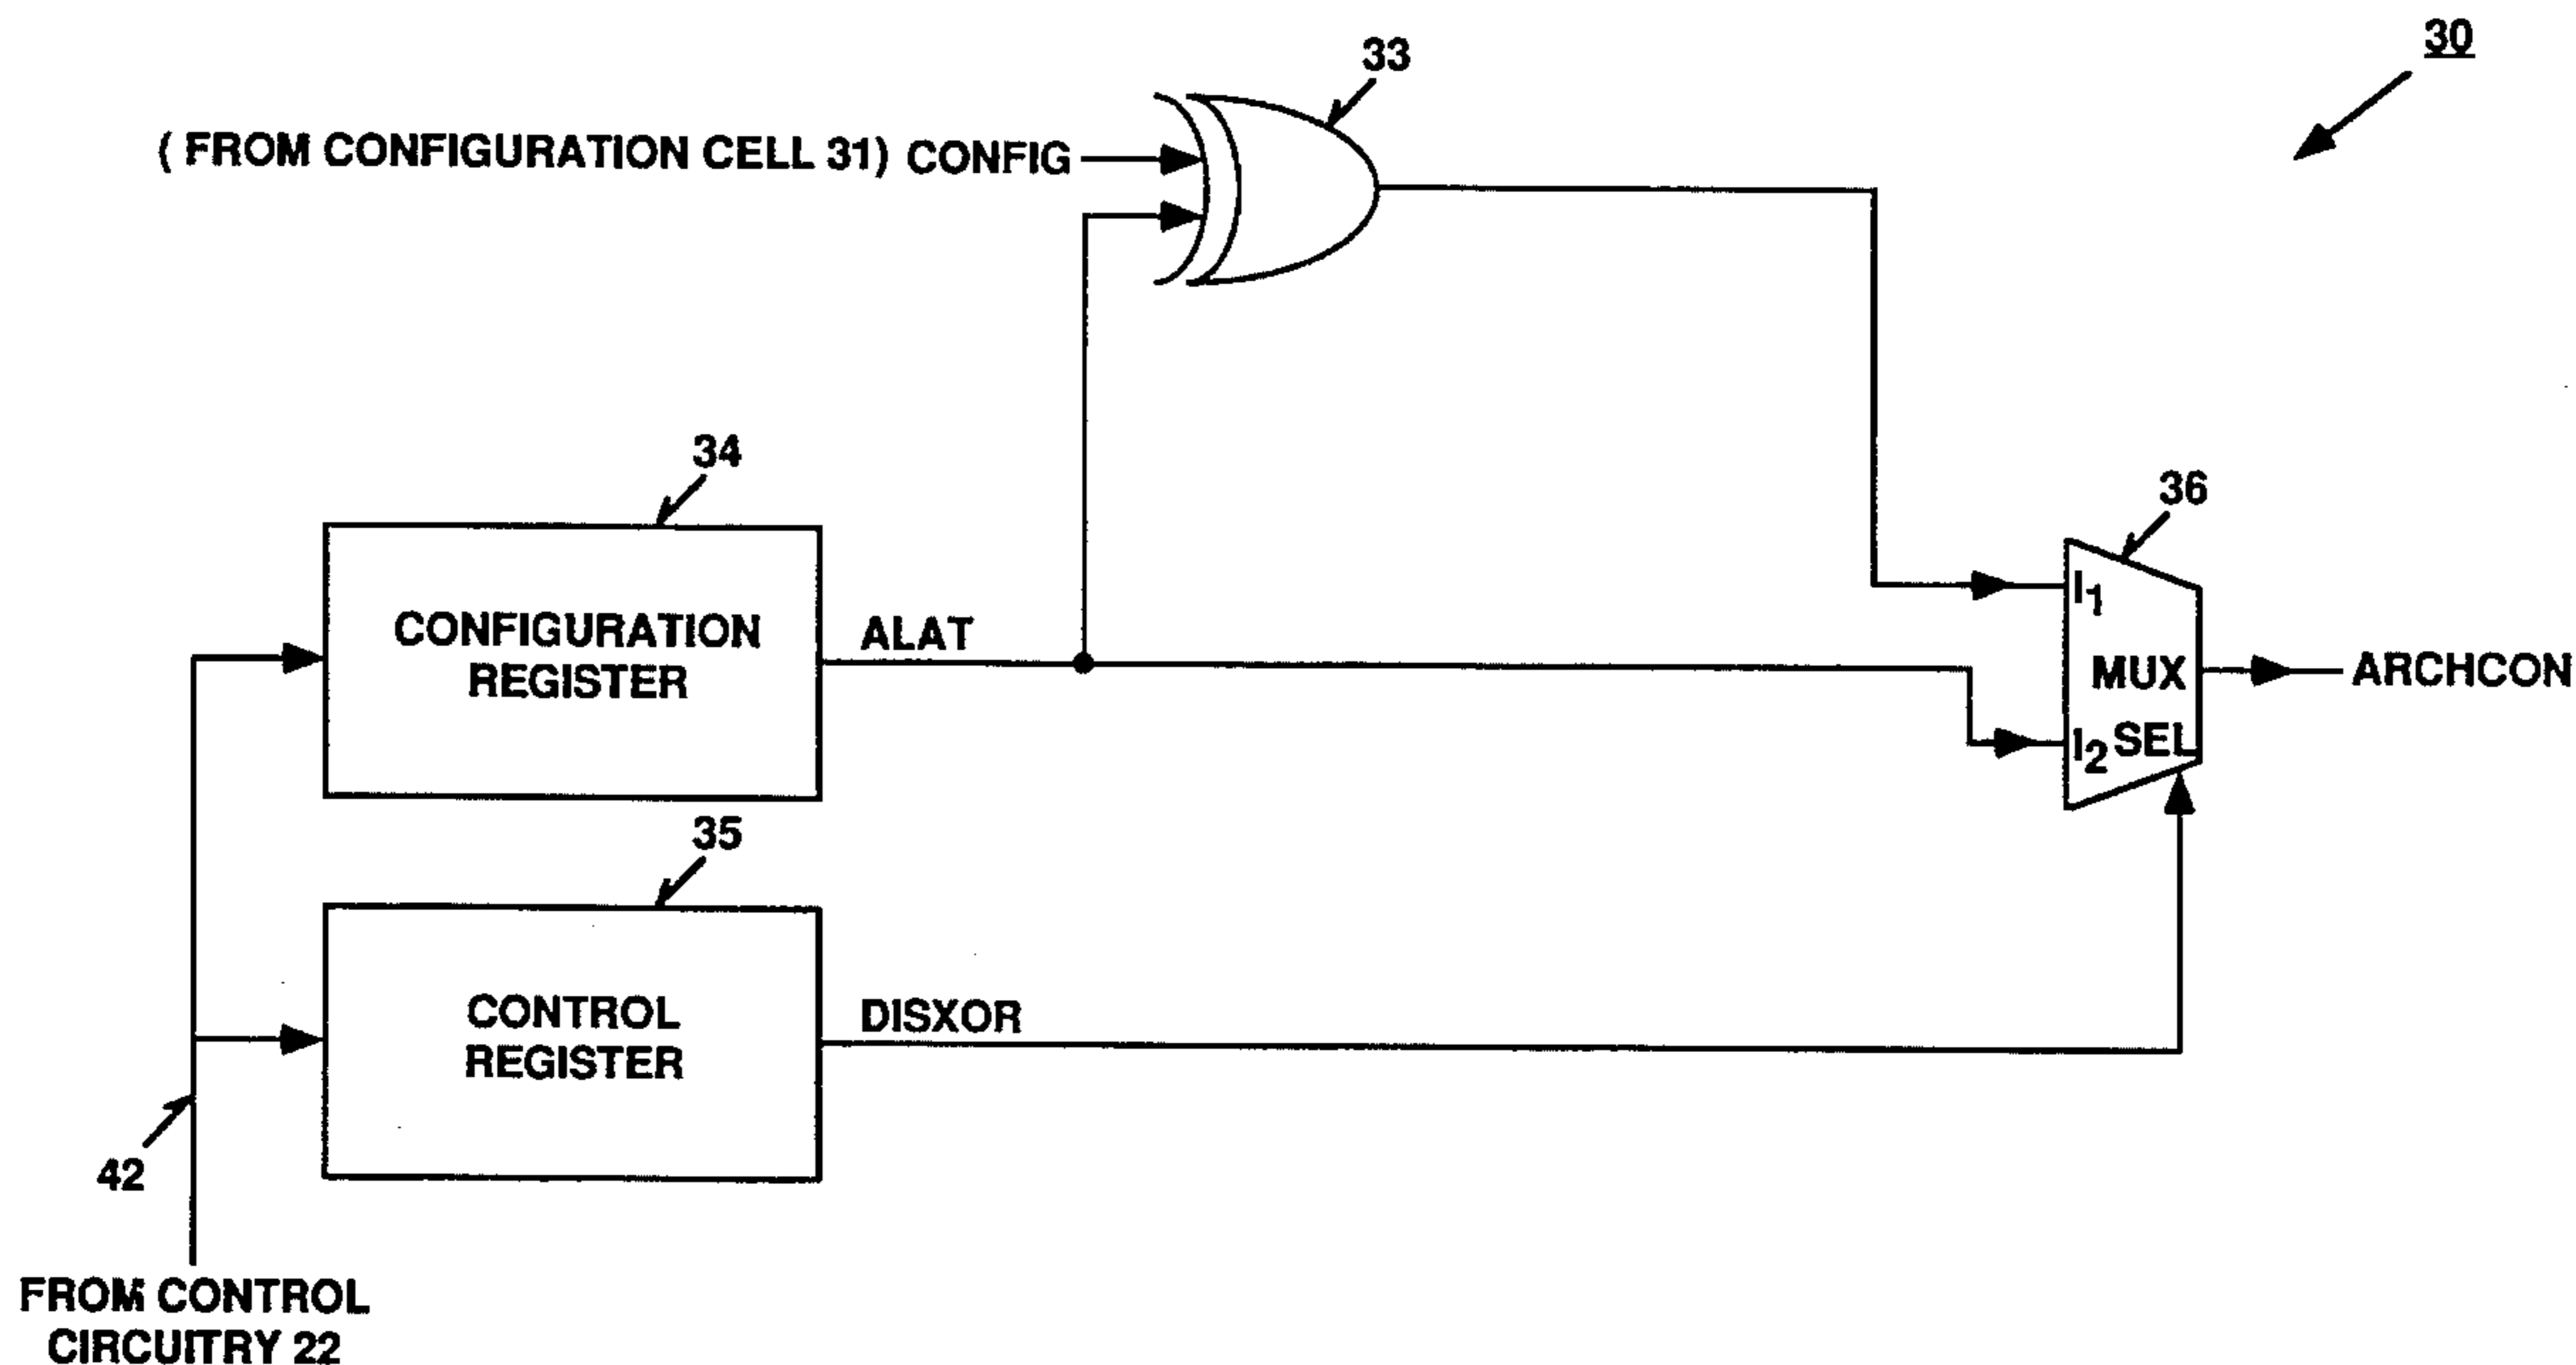 30
33
( FROM CONFIGURATION CELL 31) CONFIG
34
36
CONFIGURATION
REGISTER
ALAT
I1
MUX
ARCHCON
I2 SEL
35
CONTROL
REGISTER
DISXOR
42
FROM CONTROL
CIRCUITRY 22